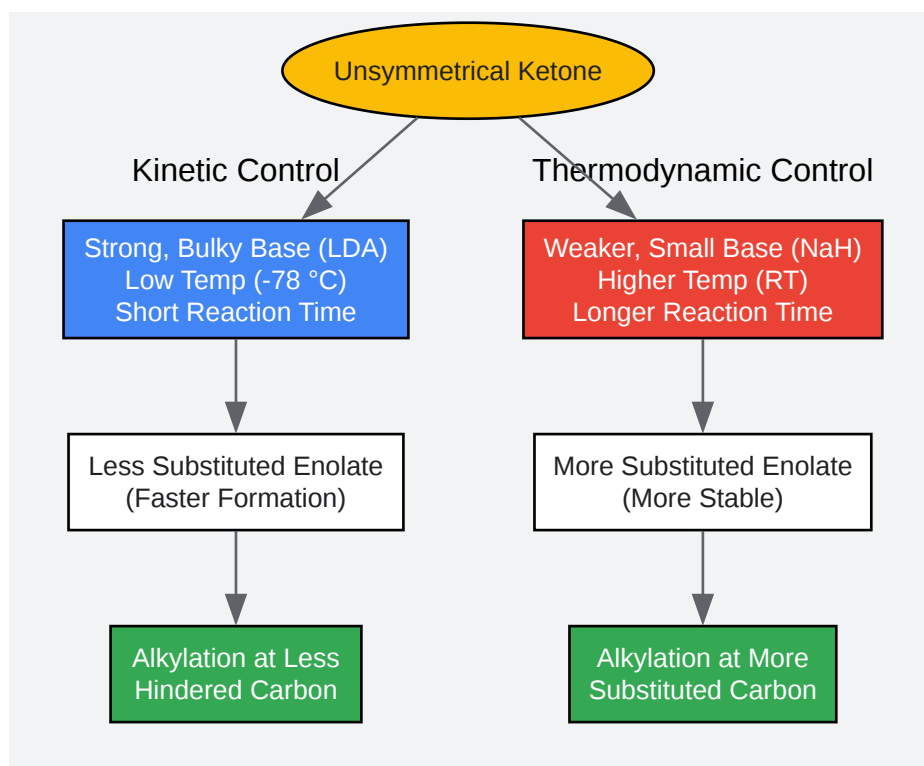 Unsymmetrical Ketone
Kinetic Control
Thermodynamic Control
Strong, Bulky Base (LDA)
Low Temp (-78 °C)
Short Reaction Time
Weaker, Small Base (NaH)
Higher Temp (RT)
Longer Reaction Time
Less Substituted Enolate
(Faster Formation)
More Substituted Enolate
(More Stable)
Alkylation at Less
Hindered Carbon
Alkylation at More
Substituted Carbon